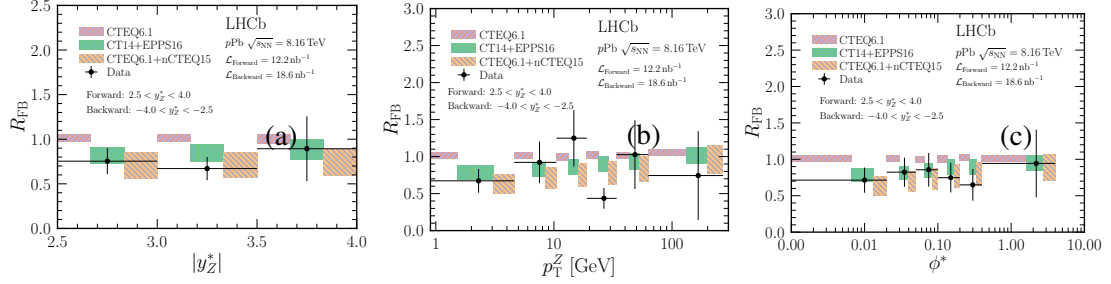 2.5
2.0
1.5
1.0
0.5
0.0
R_FB
LHCb
CTEQ6.1
CT14+EPPS16
CTEQ6.1+nCTEQ15
Data
pPb √s_NN = 8.16 TeV
ℒ_Forward = 12.2 nb⁻¹
ℒ_Backward = 18.6 nb⁻¹
Forward: 2.5 < y*_Z < 4.0
Backward: −4.0 < y*_Z < −2.5
(a)
2.5 3.0 3.5 4.0
|y*_Z|
2.5
2.0
1.5
1.0
0.5
0.0
R_FB
LHCb
CTEQ6.1
CT14+EPPS16
CTEQ6.1+nCTEQ15
Data
pPb √s_NN = 8.16 TeV
ℒ_Forward = 12.2 nb⁻¹
ℒ_Backward = 18.6 nb⁻¹
Forward: 2.5 < y*_Z < 4.0
Backward: −4.0 < y*_Z < −2.5
(b)
1 10 100
p_T^Z [GeV]
3.0
2.5
2.0
1.5
1.0
0.5
0.0
R_FB
LHCb
CTEQ6.1
CT14+EPPS16
CTEQ6.1+nCTEQ15
Data
pPb √s_NN = 8.16 TeV
ℒ_Forward = 12.2 nb⁻¹
ℒ_Backward = 18.6 nb⁻¹
Forward: 2.5 < y*_Z < 4.0
Backward: −4.0 < y*_Z < −2.5
(c)
0.00 0.01 0.10 1.00 10.00
ϕ*